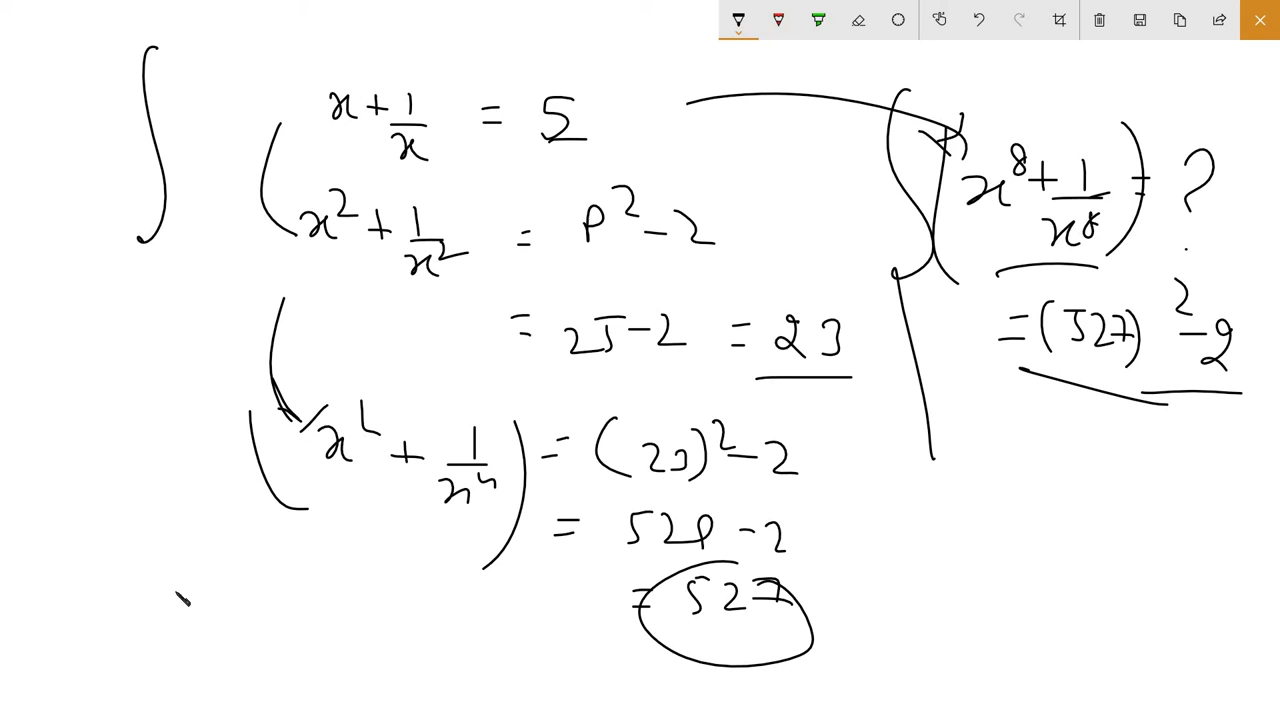 x + 1/x = 5
x² + 1/x² = P² - 2
= 25 - 2 = 23
x⁴ + 1/x⁴ ) = (23)² - 2
= 529 - 2
= 527
( x⁸ + 1/x⁸ ) = ?
= (527)² - 2